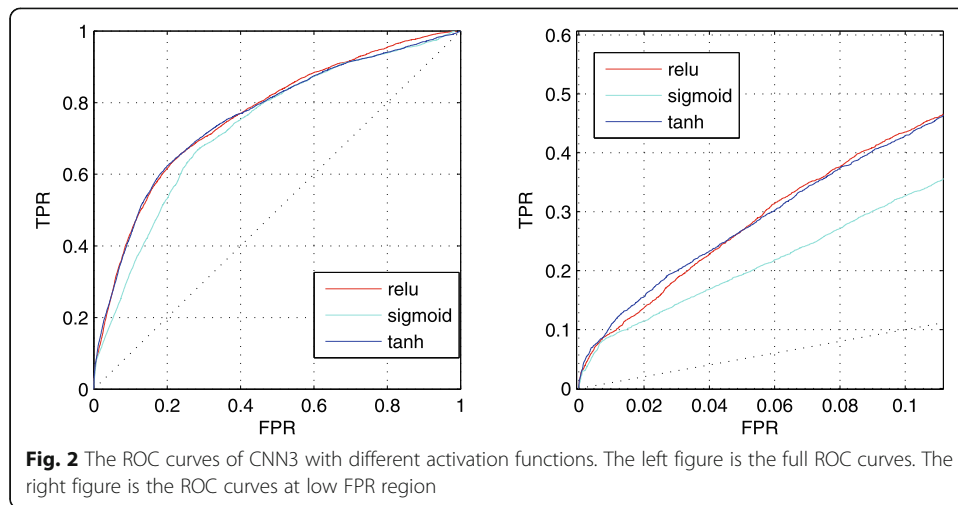 1
0.8
0.6
0.4
0.2
0
TPR
relu
sigmoid
tanh
0 0.2 0.4 0.6 0.8 1
FPR
0.6
0.5
0.4
0.3
0.2
0.1
0
TPR
relu
sigmoid
tanh
0 0.02 0.04 0.06 0.08 0.1
FPR
Fig. 2 The ROC curves of CNN3 with different activation functions. The left figure is the full ROC curves. The
right figure is the ROC curves at low FPR region